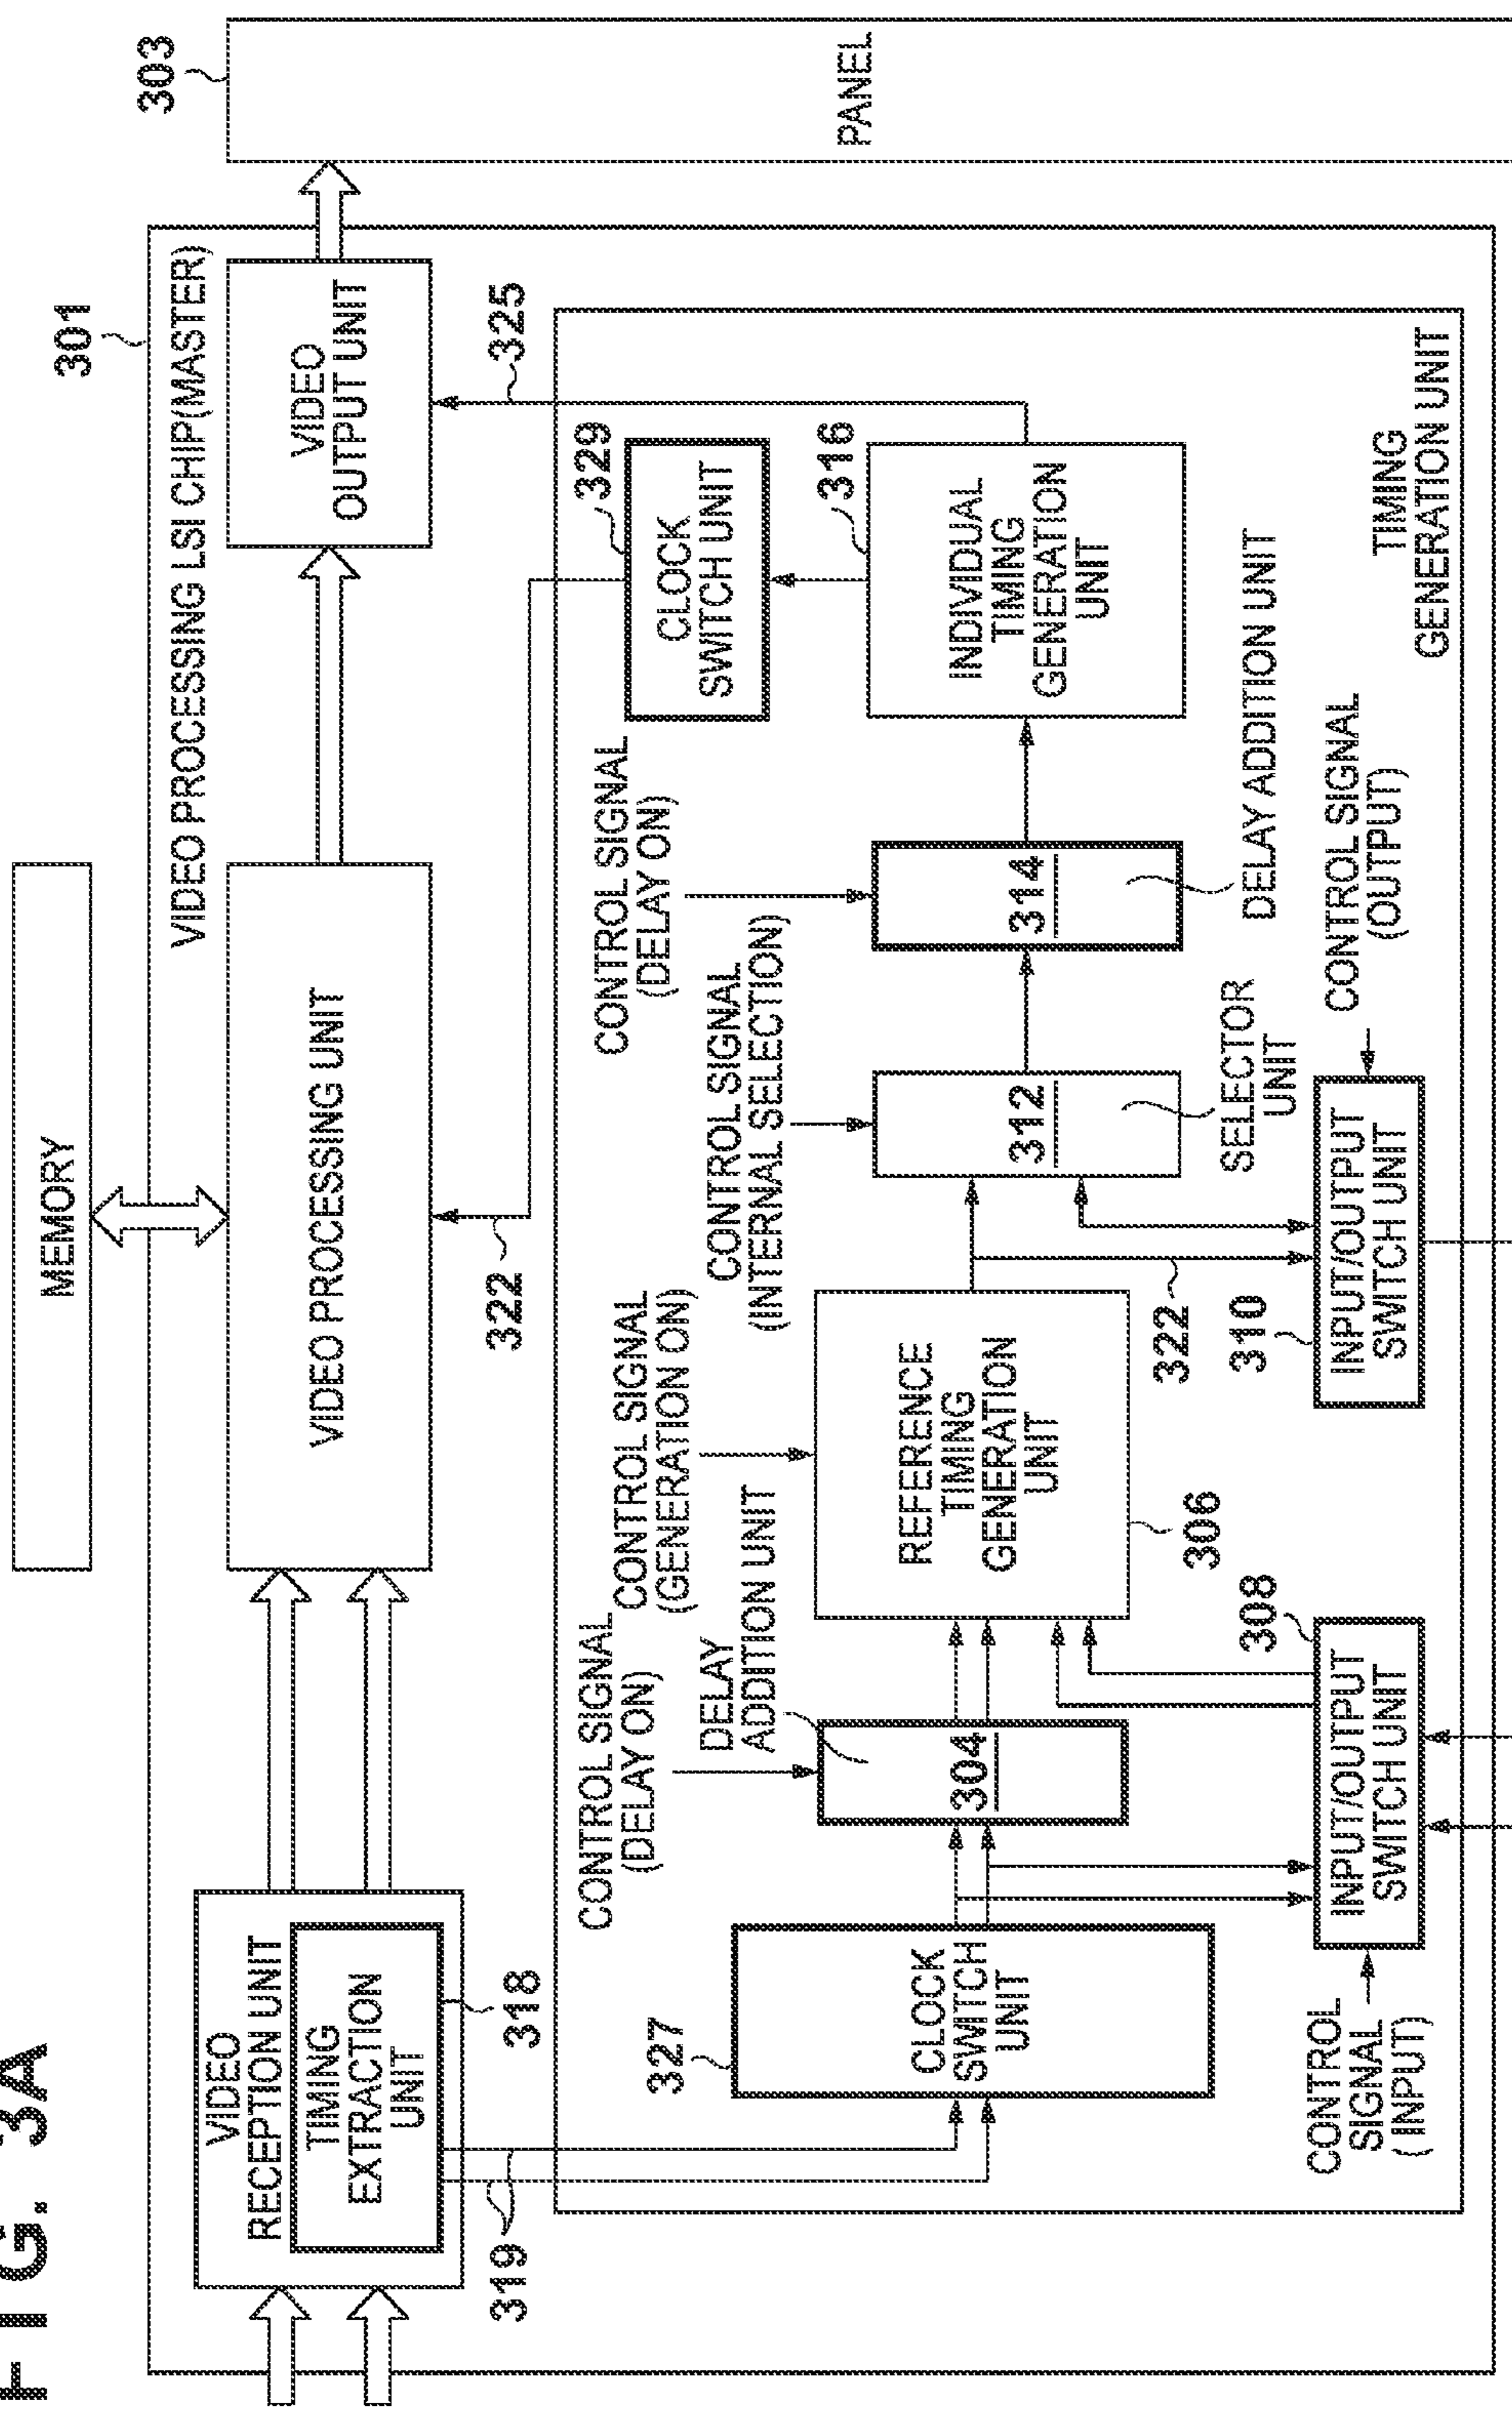 FIG. 3A
MEMORY
301
303
VIDEO PROCESSING LSI CHIP(MASTER)
VIDEO
RECEPTION UNIT
TIMING
EXTRACTION
UNIT
VIDEO PROCESSING UNIT
VIDEO
OUTPUT UNIT
PANEL
319
318
322
325
CONTROL SIGNAL
(DELAY ON)
CONTROL SIGNAL
(GENERATION ON)
CONTROL SIGNAL
(INTERNAL SELECTION)
CONTROL SIGNAL
(DELAY ON)
329
CLOCK
SWITCH UNIT
327
DELAY
ADDITION UNIT
CLOCK
SWITCH
UNIT
304
REFERENCE
TIMING
GENERATION
UNIT
312
314
316
INDIVIDUAL
TIMING
GENERATION
UNIT
306
322
SELECTOR
UNIT
DELAY ADDITION UNIT
308
310
CONTROL
SIGNAL
( INPUT)
INPUT/OUTPUT
SWITCH UNIT
INPUT/OUTPUT
SWITCH UNIT
CONTROL SIGNAL
(OUTPUT)
TIMING
GENERATION UNIT